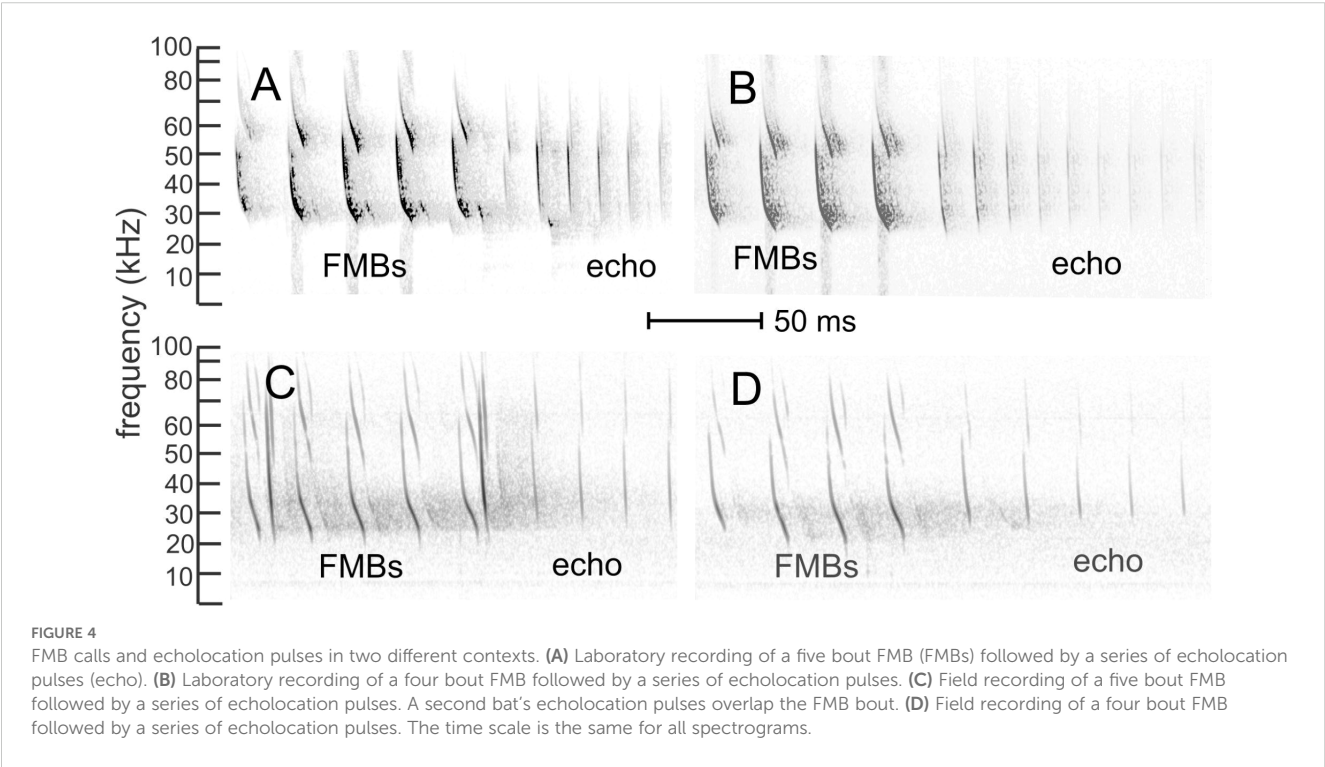 frequency (kHz)
100
80
60
50
40
30
20
10
A
FMBs
echo
B
FMBs
echo
50 ms
frequency (kHz)
100
80
60
50
40
30
20
10
C
FMBs
echo
D
FMBs
echo
FIGURE 4
FMB calls and echolocation pulses in two different contexts. (A) Laboratory recording of a five bout FMB (FMBs) followed by a series of echolocation
pulses (echo). (B) Laboratory recording of a four bout FMB followed by a series of echolocation pulses. (C) Field recording of a five bout FMB
followed by a series of echolocation pulses. A second bat's echolocation pulses overlap the FMB bout. (D) Field recording of a four bout FMB
followed by a series of echolocation pulses. The time scale is the same for all spectrograms.